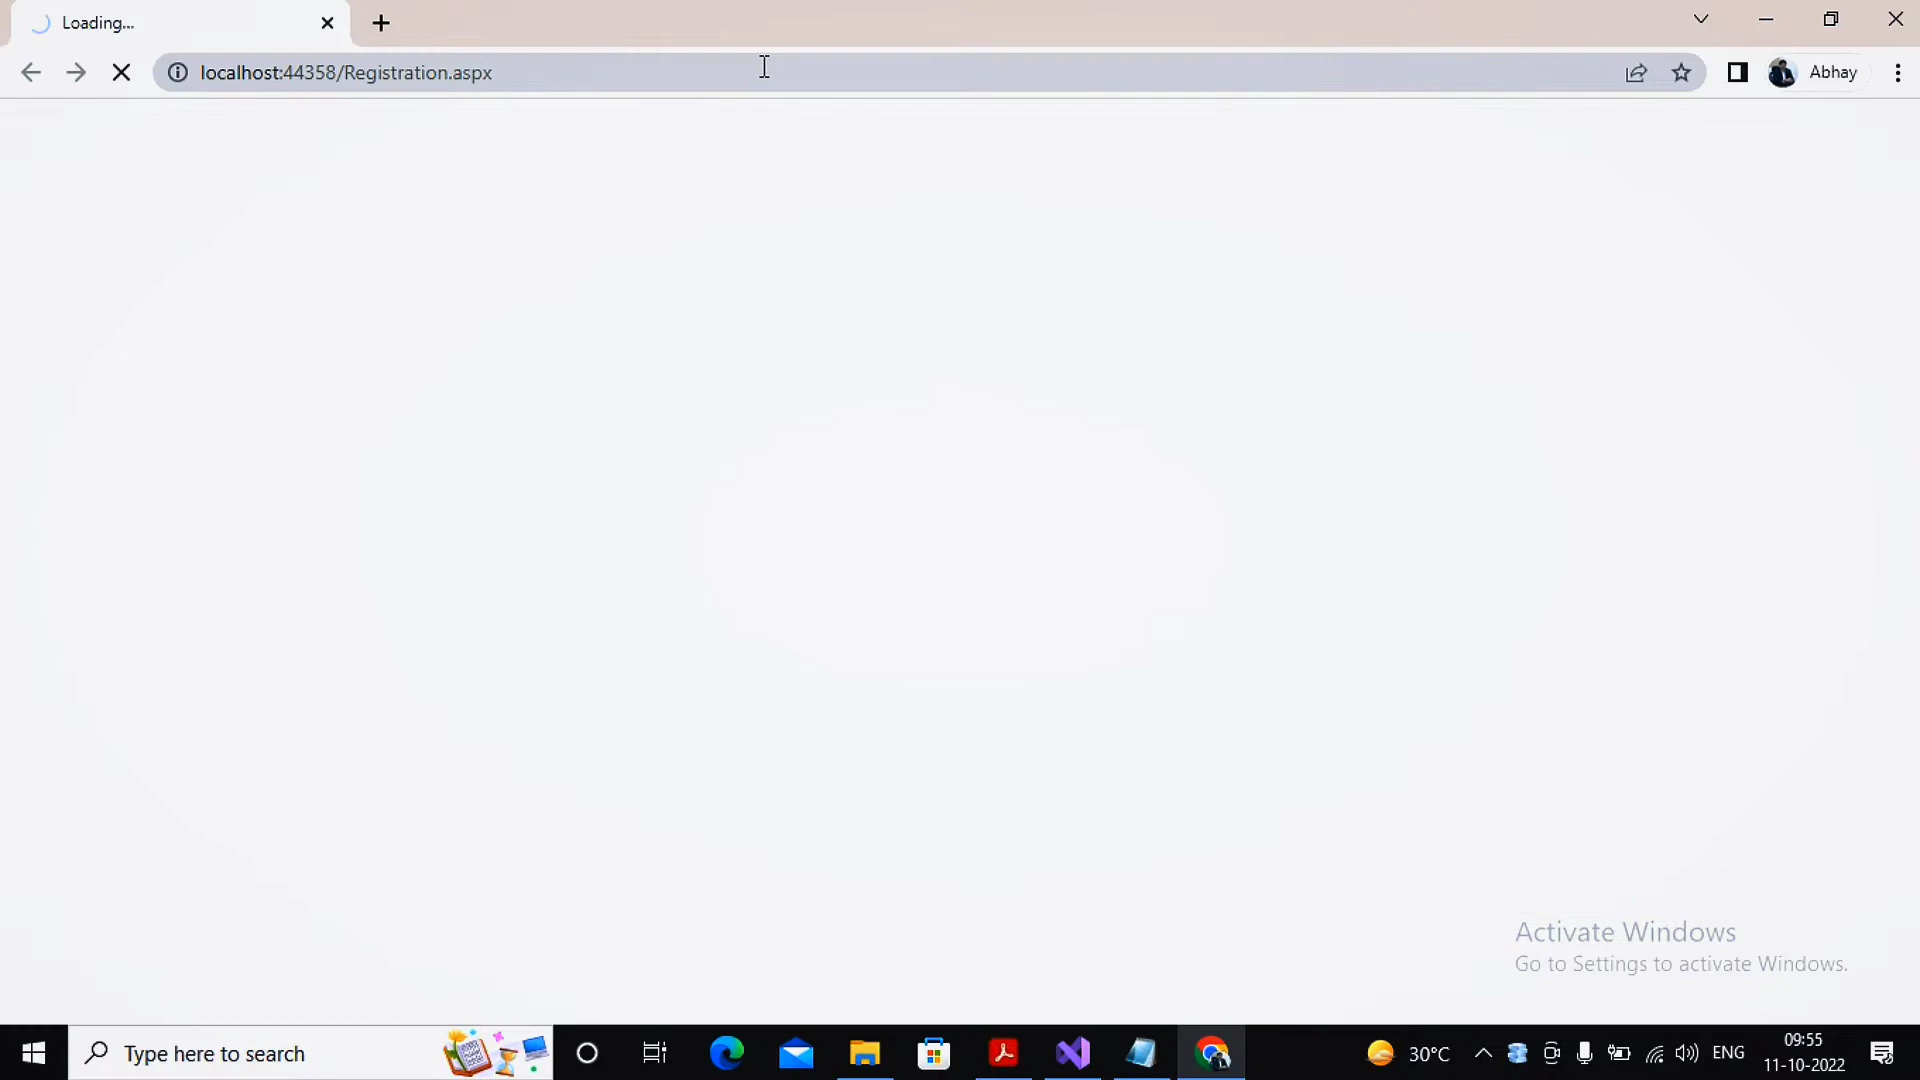 Loading...
localhost:44358/Registration.aspx
Abhay
Activate Windows
Go to Settings to activate Windows.
Type here to search
30°C
ENG
09:55
11-10-2022